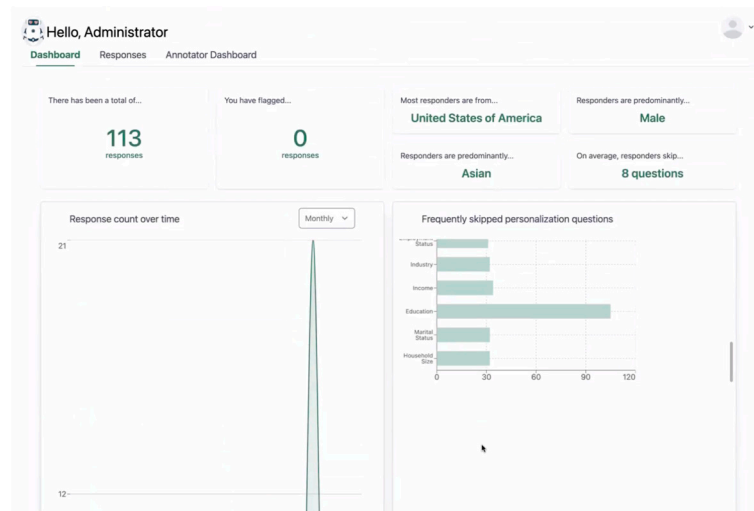 Hello, Administrator
Dashboard Responses Annotator Dashboard
There has been a total of...
113
responses
You have flagged...
0
responses
Most responders are from...
United States of America
Responders are predominantly...
Male
Responders are predominantly...
Asian
On average, responders skip...
8 questions
Response count over time
Monthly
21
12
Frequently skipped personalization questions
Status
Industry
Income
Education
Marital
Status
Household
Size
0 30 60 90 120